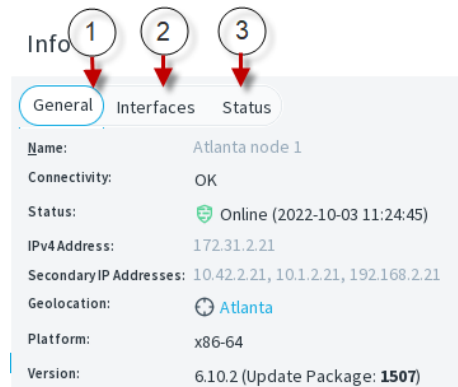 1 2 3
Info
General Interfaces Status
Name: Atlanta node 1
Connectivity: OK
Status: Online (2022-10-03 11:24:45)
IPv4 Address: 172.31.2.21
Secondary IP Addresses: 10.42.2.21, 10.1.2.21, 192.168.2.21
Geolocation: Atlanta
Platform: x86-64
Version: 6.10.2 (Update Package: 1507)